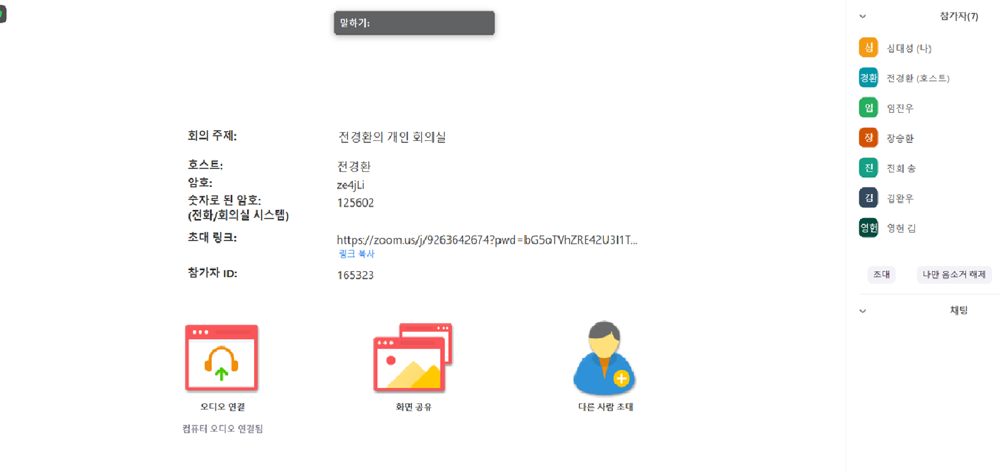 말하기:
회의 주제: 전경환의 개인 회의실
호스트: 전경환
암호: ze4jLi
숫자로 된 암호: 125602
(전화/회의실 시스템)
초대 링크: https://zoom.us/j/9263642674?pwd=bG5oTVhZRE42U3I1T...
링크 복사
참가자 ID: 165323
오디오 연결
컴퓨터 오디오 연결됨
화면 공유
다른 사람 초대
참가자(7)
심 심대성 (나)
경환 전경환 (호스트)
임 임진우
장 장승환
진 진희 송
김 김완우
영헌 영헌 김
초대 나만 음소거 해제
채팅